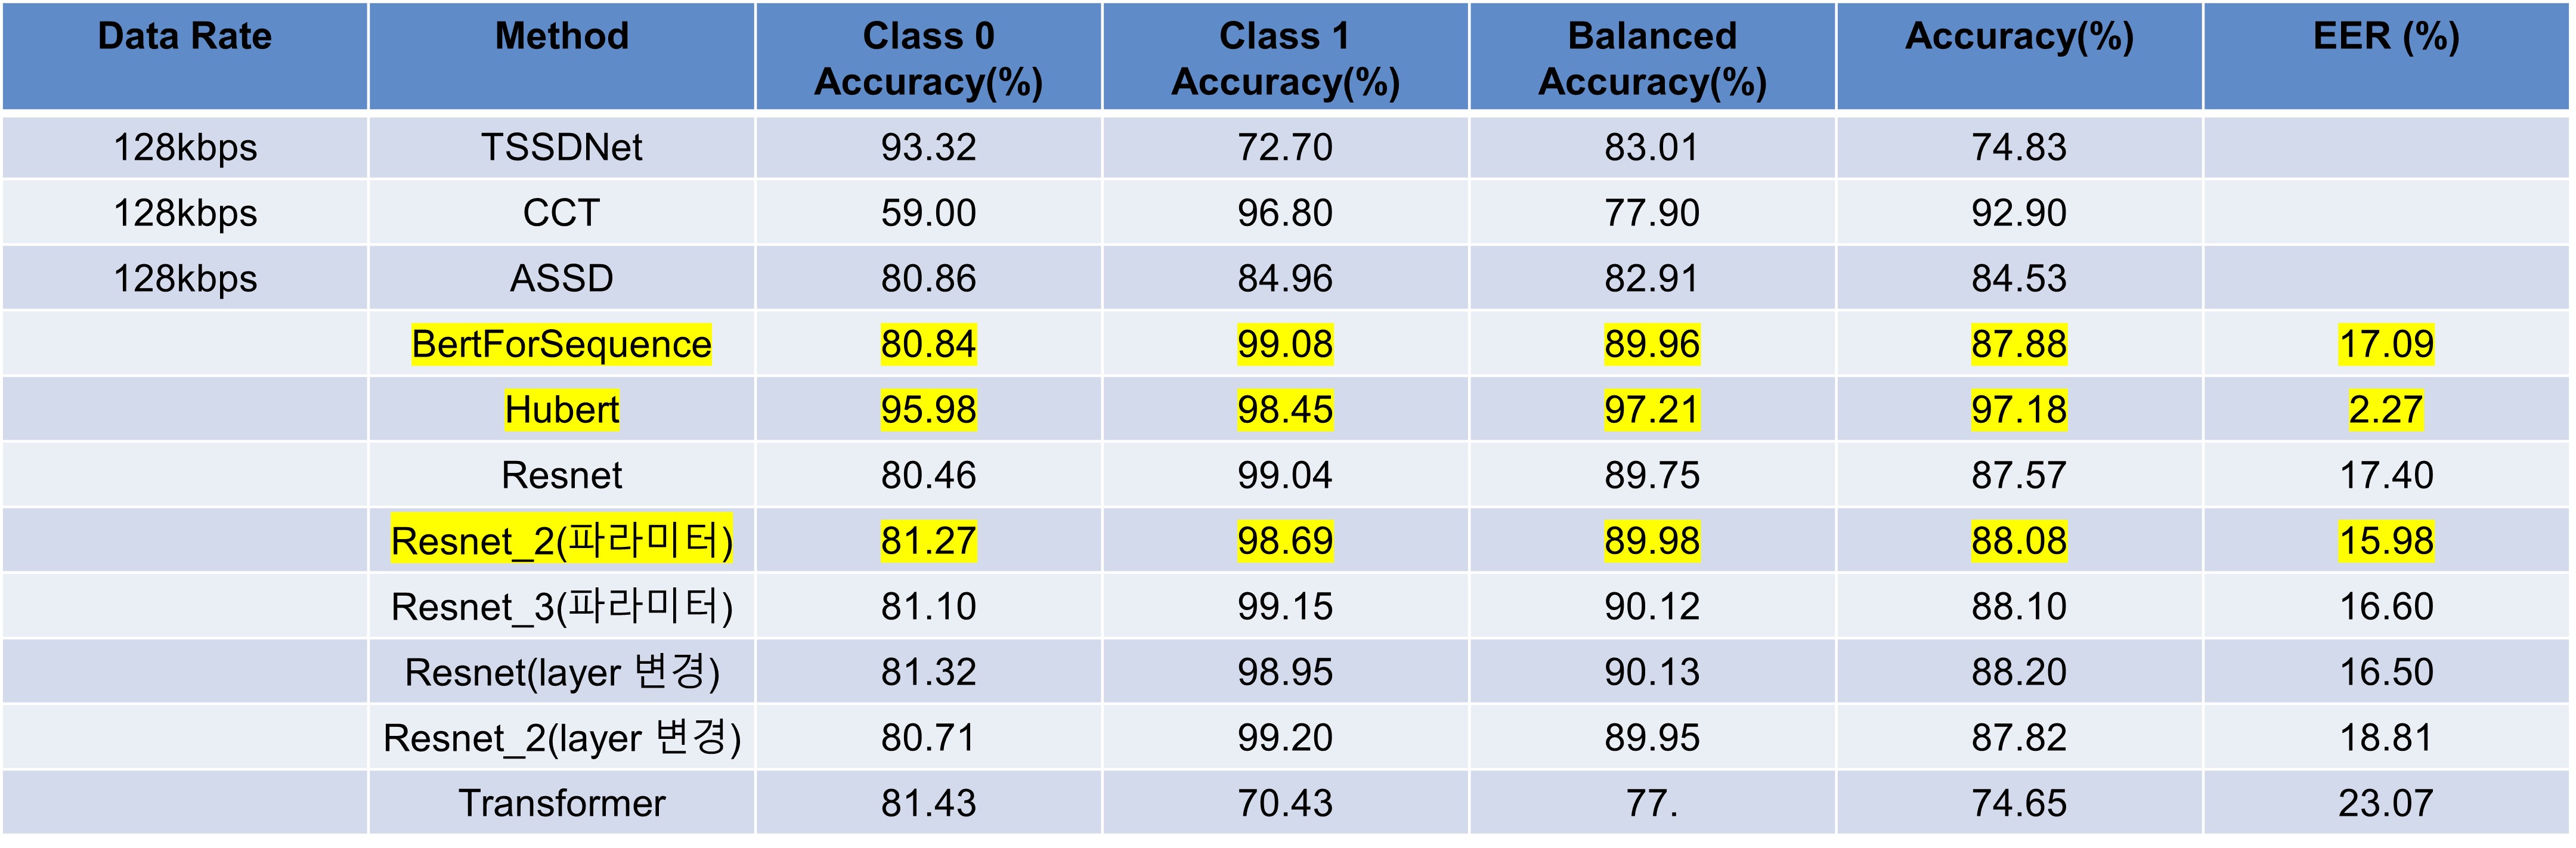 Data Rate Method Class 0 Accuracy(%) Class 1 Accuracy(%) Balanced Accuracy(%) Accuracy(%) EER (%)
128kbps TSSDNet 93.32 72.70 83.01 74.83
128kbps CCT 59.00 96.80 77.90 92.90
128kbps ASSD 80.86 84.96 82.91 84.53
BertForSequence 80.84 99.08 89.96 87.88 17.09
Hubert 95.98 98.45 97.21 97.18 2.27
Resnet 80.46 99.04 89.75 87.57 17.40
Resnet_2(파라미터) 81.27 98.69 89.98 88.08 15.98
Resnet_3(파라미터) 81.10 99.15 90.12 88.10 16.60
Resnet(layer 변경) 81.32 98.95 90.13 88.20 16.50
Resnet_2(layer 변경) 80.71 99.20 89.95 87.82 18.81
Transformer 81.43 70.43 77. 74.65 23.07